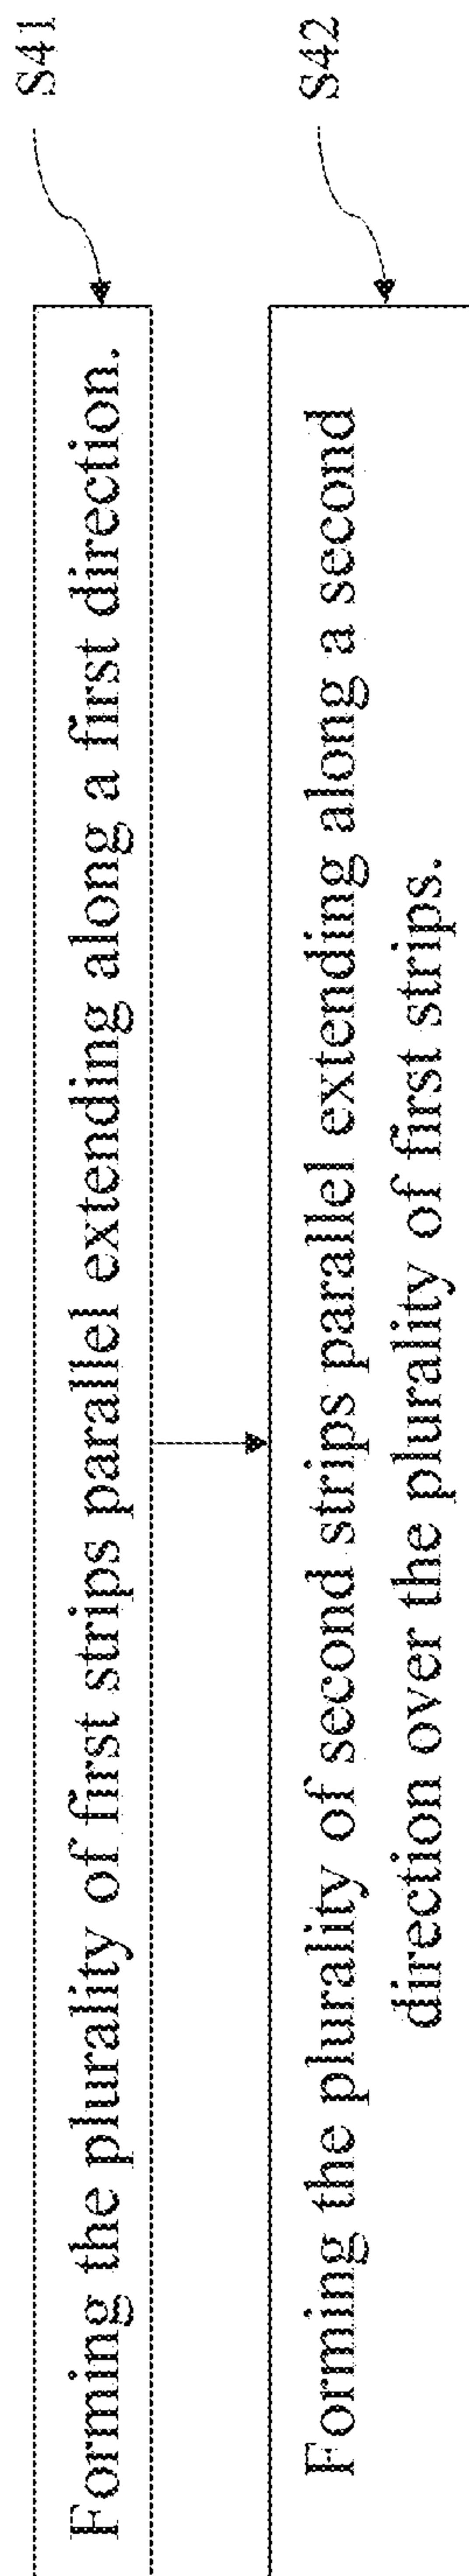 Forming the plurality of first strips parallel extending along a first direction.
S41
Forming the plurality of second strips parallel extending along a second
direction over the plurality of first strips.
S42